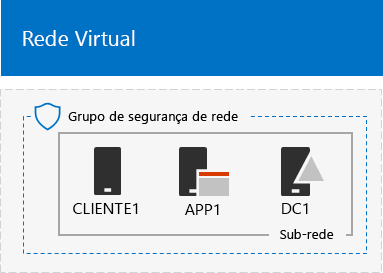 Rede Virtual
Grupo de segurança de rede
CLIENTE1
APP1
DC1
Sub-rede